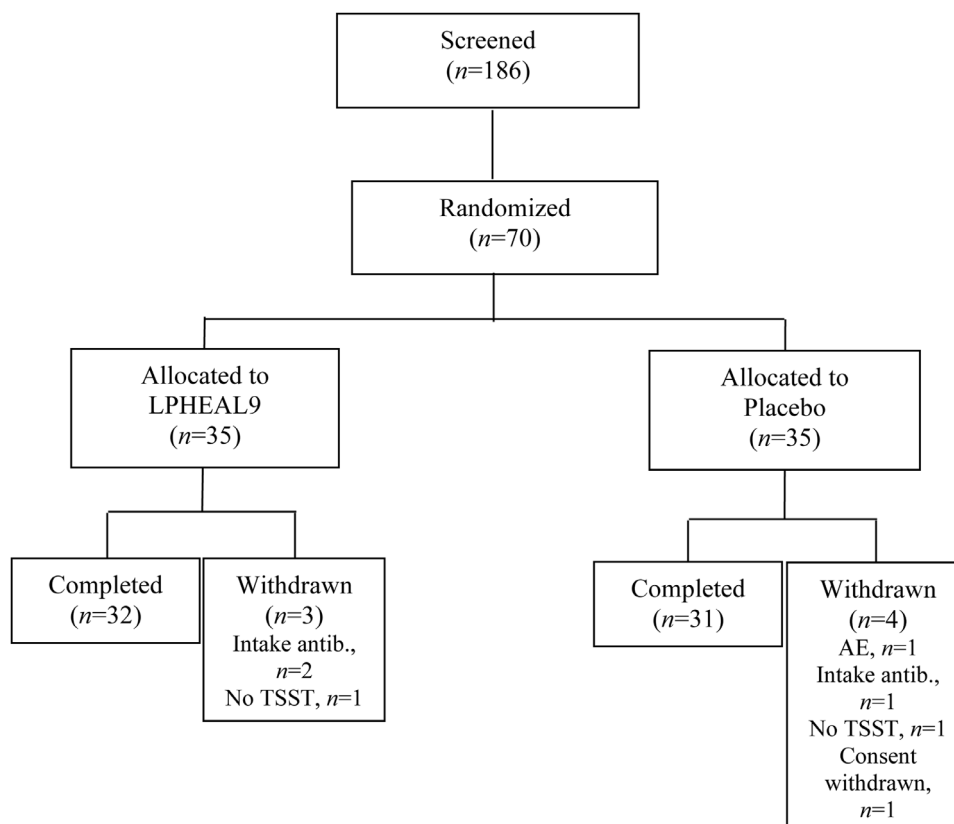 Screened
(n=186)
Randomized
(n=70)
Allocated to
LPHEAL9
(n=35)
Allocated to
Placebo
(n=35)
Completed
(n=32)
Withdrawn
(n=3)
Intake antib.,
n=2
No TSST, n=1
Completed
(n=31)
Withdrawn
(n=4)
AE, n=1
Intake antib.,
n=1
No TSST, n=1
Consent
withdrawn,
n=1